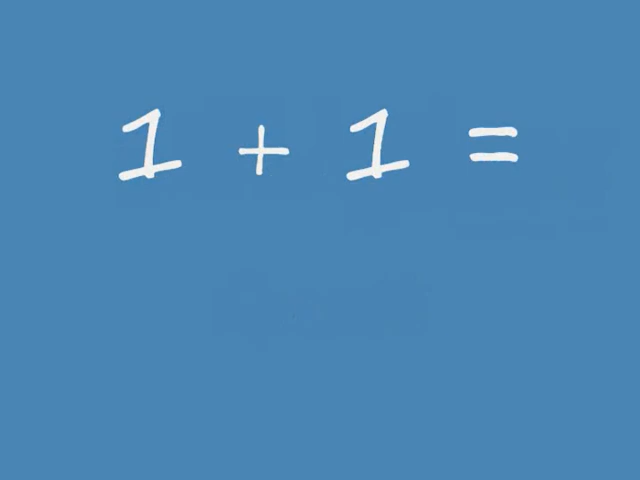 1 + 1 =